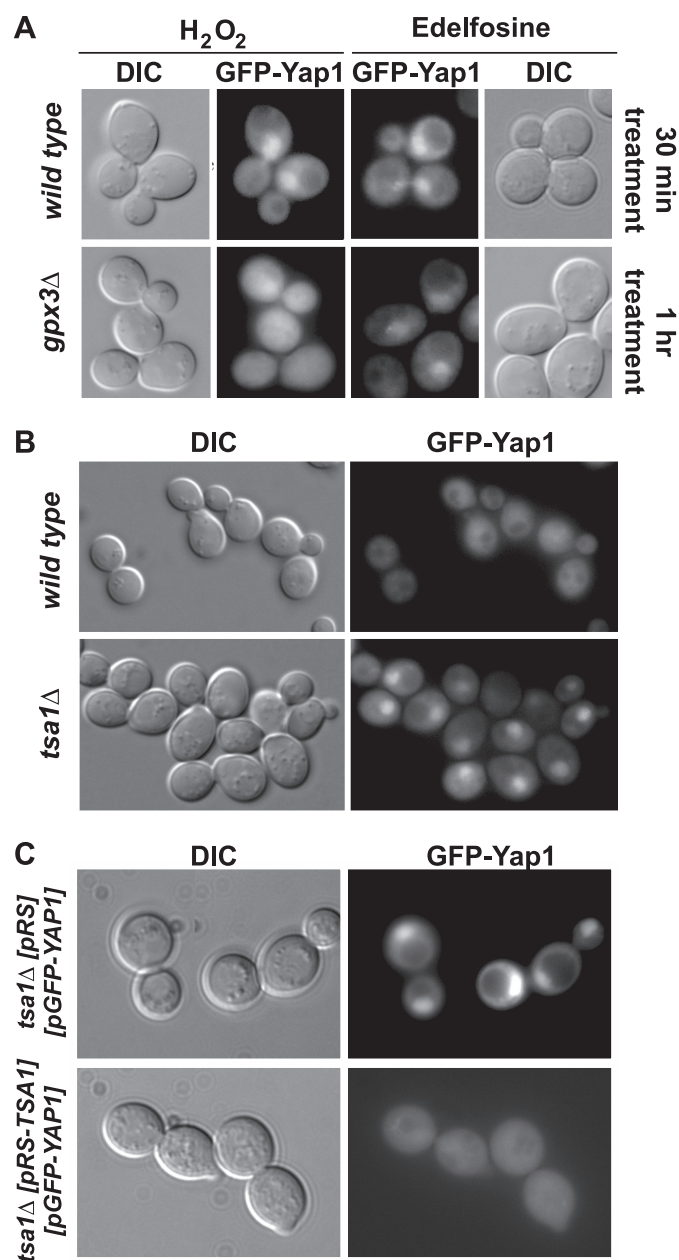 A
H2O2
Edelfosine
DIC
GFP-Yap1
GFP-Yap1
DIC
wild type
30 min treatment
gpx3Δ
1 hr treatment
B
DIC
GFP-Yap1
wild type
tsa1Δ
C
DIC
GFP-Yap1
tsa1Δ [pRS]
[pGFP-YAP1]
tsa1Δ [pRS-TSA1]
[pGFP-YAP1]